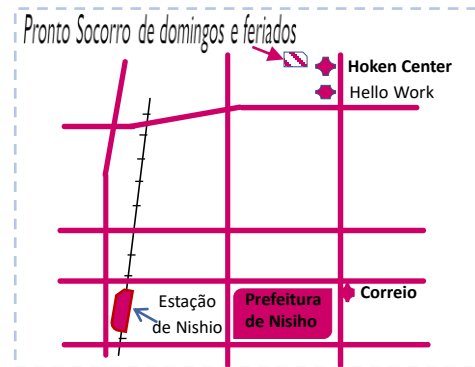 Pronto Socorro de domingos e feriados
Hoken Center
Hello Work
Correio
Estação
de Nishio
Prefeitura
de Nisiho